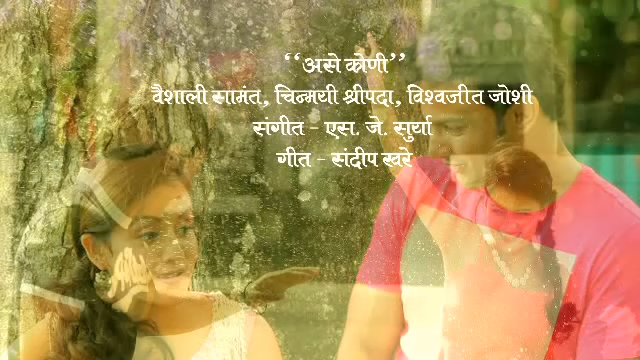 “असे कोणी”
वैशाली सामंत, चिन्मयी श्रीपदा, विश्वजीत जोशी
संगीत - एस. जे. सुर्या
गीत - संदीप खरे